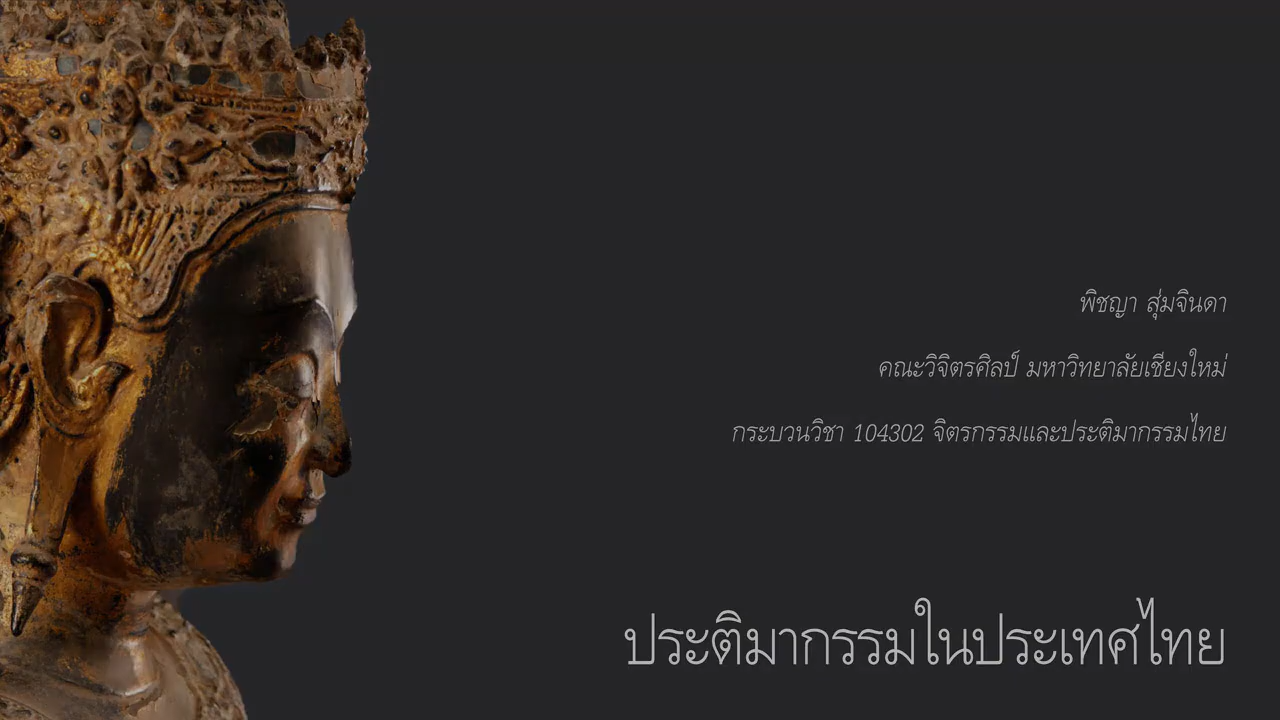 พิชญา สุ่มจินดา
คณะวิจิตรศิลป์ มหาวิทยาลัยเชียงใหม่
กระบวนวิชา 104302 จิตรกรรมและประติมากรรมไทย
ประติมากรรมในประเทศไทย